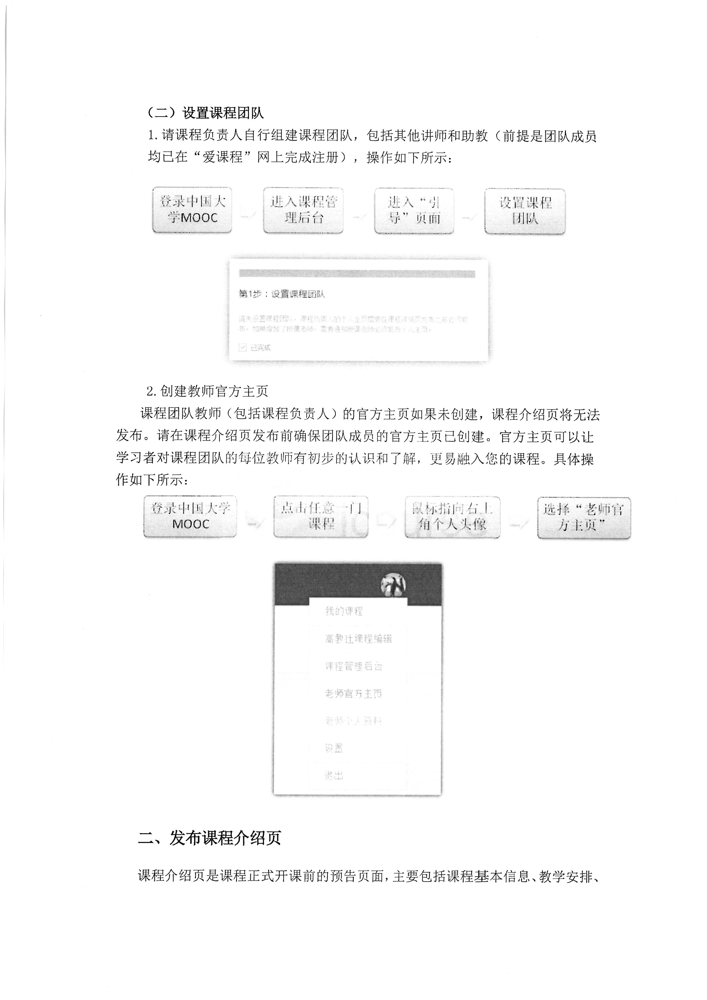 （二）设置课程团队
1.请课程负责人自行组建课程团队，包括其他讲师和助教（前提是团队成员
均已在“爱课程”网上完成注册），操作如下所示：
登录中国大
学MOOC
进入课程管
理后台
进入“引
导”页面
设置课程
团队
第1步：设置课程团队
请先设置课程团队，课程负责人的个人主页需要在课程详情页发布之前必须发
布。如果增加了授课老师，需要通知授课老师必须发布个人主页。
已完成
2.创建教师官方主页
课程团队教师（包括课程负责人）的官方主页如果未创建，课程介绍页将无法
发布。请在课程介绍页发布前确保团队成员的官方主页已创建。官方主页可以让
学习者对课程团队的每位教师有初步的认识和了解，更易融入您的课程。具体操
作如下所示：
登录中国大学
MOOC
点击任意一门
课程
鼠标指向右上
角个人头像
选择“老师官
方主页”
我的课程
高教社课程编辑
课程管理后台
老师官方主页
老师个人资料
设置
退出
二、发布课程介绍页
课程介绍页是课程正式开课前的预告页面，主要包括课程基本信息、教学安排、